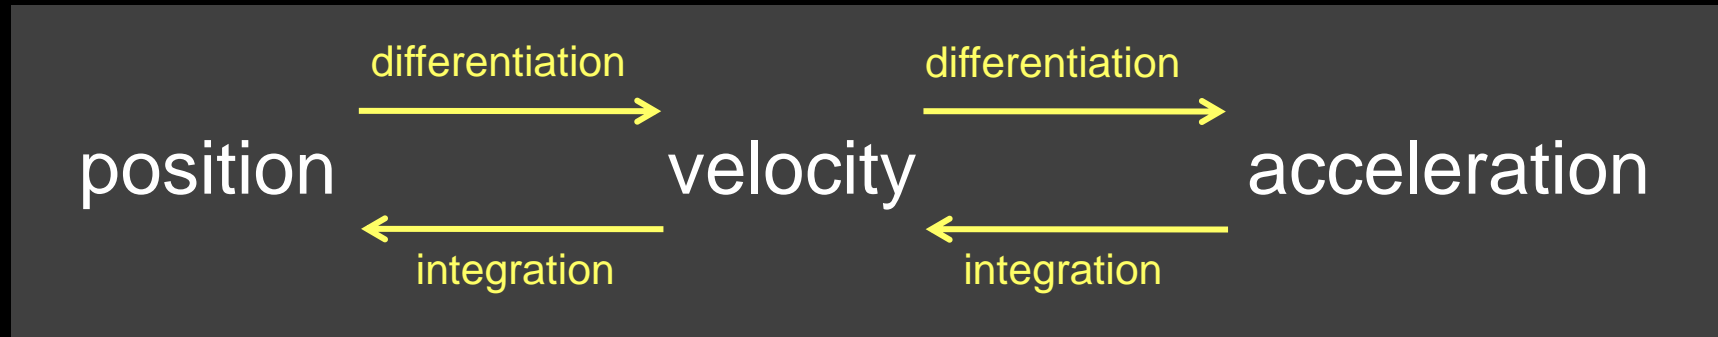 differentiation differentiation
position velocity acceleration
integration integration